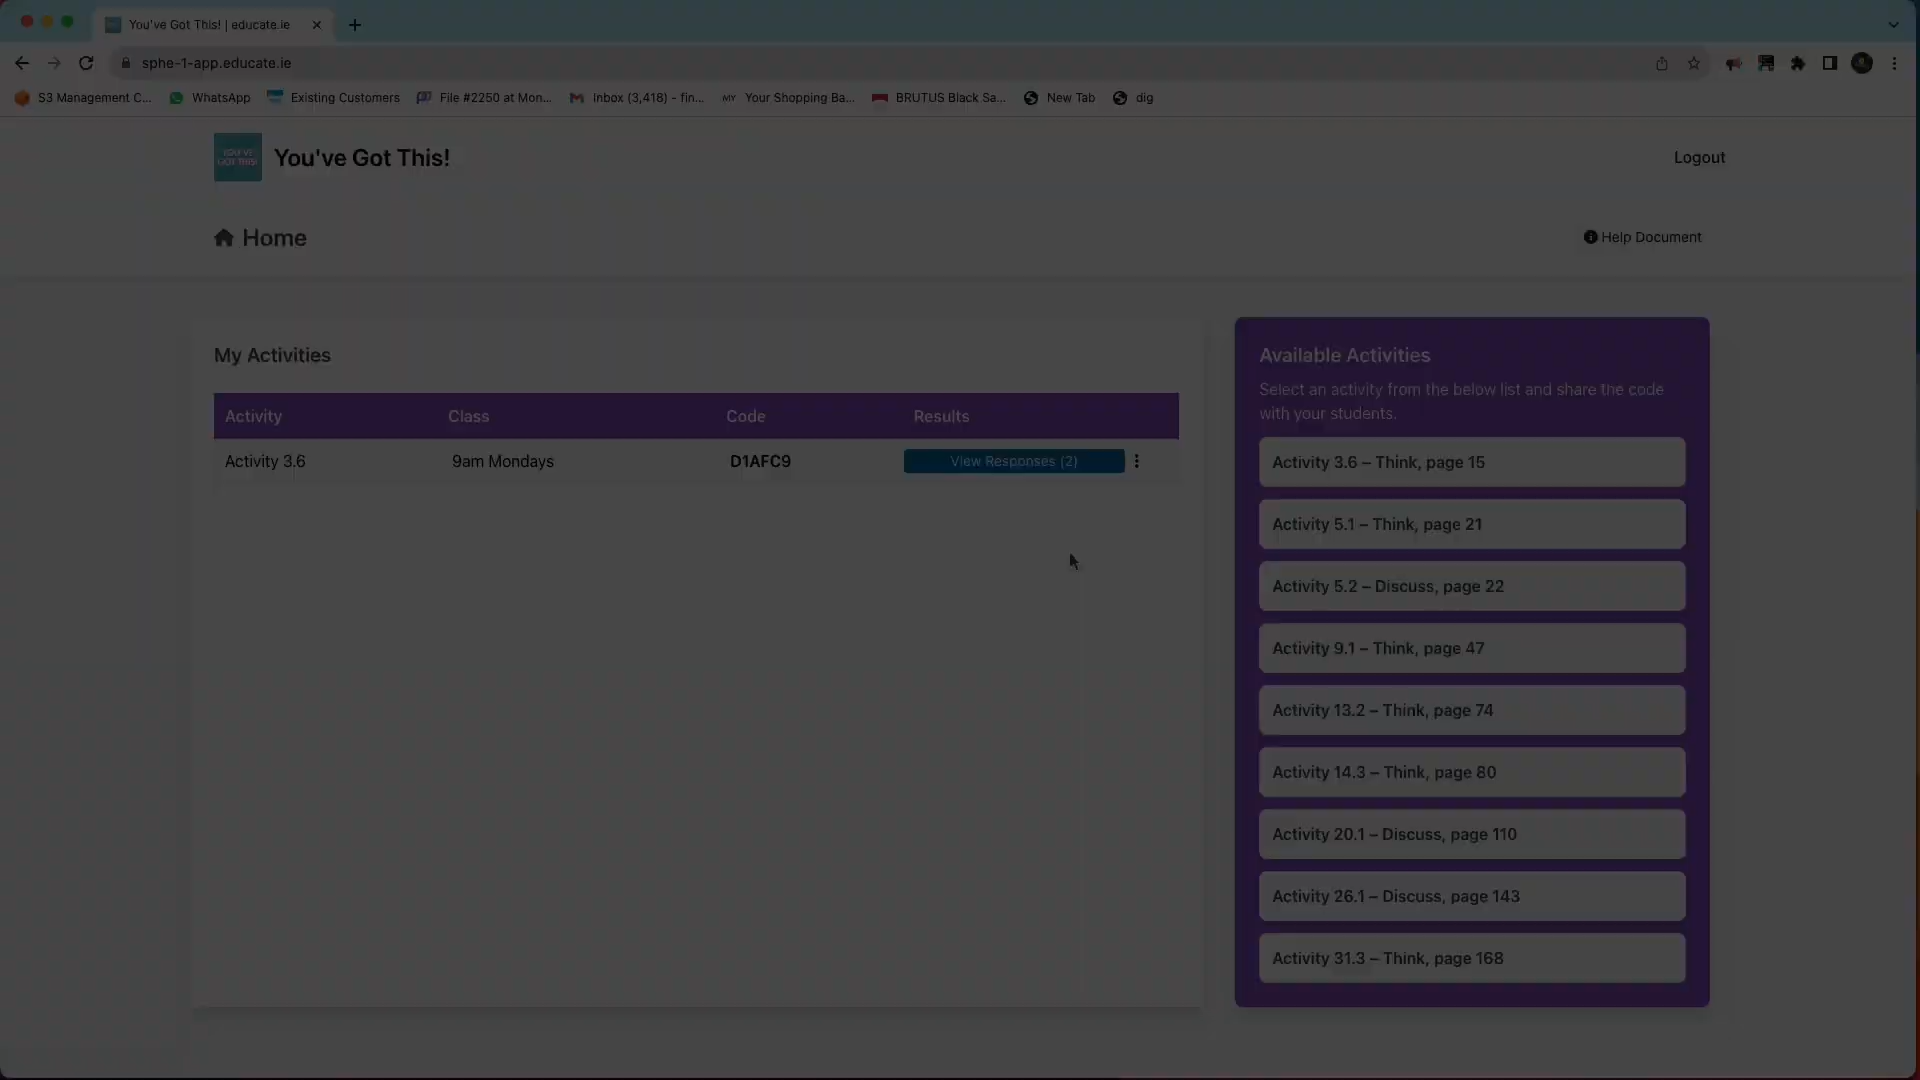 You've Got This! | educate.ie
sphe-1-app.educate.ie
S3 Management C...
WhatsApp
Existing Customers
File #2250 at Mon...
Inbox (3,418) - fin...
MY Your Shopping Ba...
BRUTUS Black Sa...
New Tab
dig
YOU'VE
GOT THIS!
You've Got This!
Logout
Home
Help Document
My Activities
Activity Class Code Results
Activity 3.6 9am Mondays D1AFC9 View Responses (2)
Available Activities
Select an activity from the below list and share the code
with your students.
Activity 3.6 – Think, page 15
Activity 5.1 – Think, page 21
Activity 5.2 – Discuss, page 22
Activity 9.1 – Think, page 47
Activity 13.2 – Think, page 74
Activity 14.3 – Think, page 80
Activity 20.1 – Discuss, page 110
Activity 26.1 – Discuss, page 143
Activity 31.3 – Think, page 168